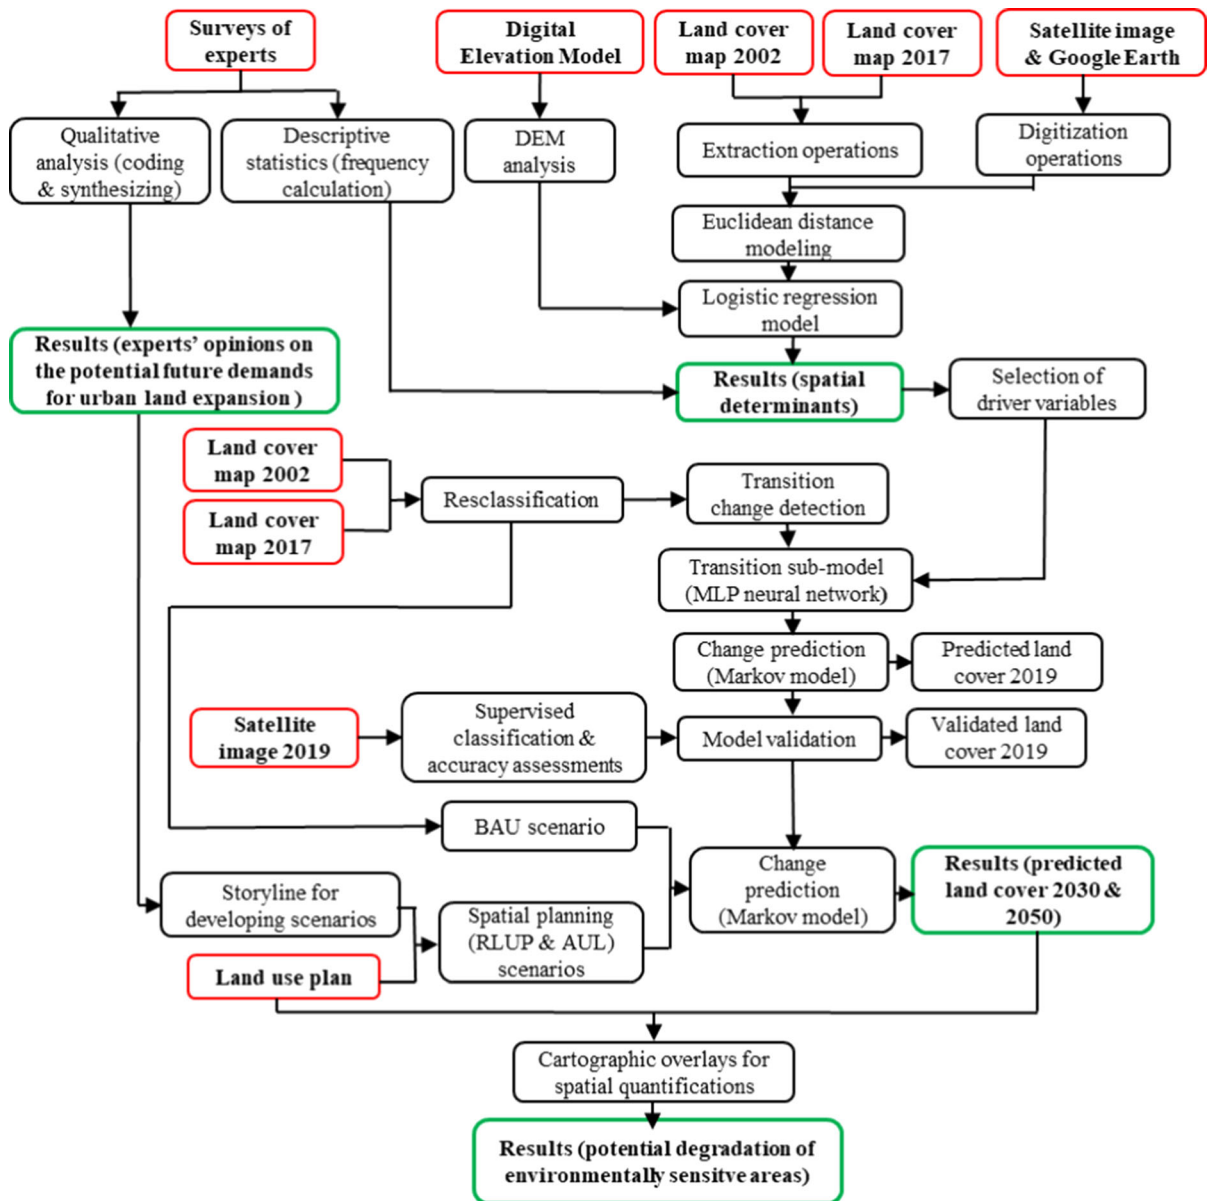 Surveys of
experts
Digital
Elevation Model
Land cover
map 2002
Land cover
map 2017
Satellite image
& Google Earth
Qualitative
analysis (coding
& synthesizing)
Descriptive
statistics (frequency
calculation)
DEM
analysis
Extraction operations
Digitization
operations
Euclidean distance
modeling
Logistic regression
model
Results (experts’ opinions on
the potential future demands
for urban land expansion )
Results (spatial
determinants)
Selection of
driver variables
Land cover
map 2002
Land cover
map 2017
Resclassification
Transition
change detection
Transition sub-model
(MLP neural network)
Change prediction
(Markov model)
Predicted land
cover 2019
Satellite
image 2019
Supervised
classification &
accuracy assessments
Model validation
Validated land
cover 2019
BAU scenario
Storyline for
developing scenarios
Spatial planning
(RLUP & AUL)
scenarios
Land use plan
Change
prediction
(Markov model)
Results (predicted
land cover 2030 &
2050)
Cartographic overlays for
spatial quantifications
Results (potential degradation of
environmentally sensitve areas)